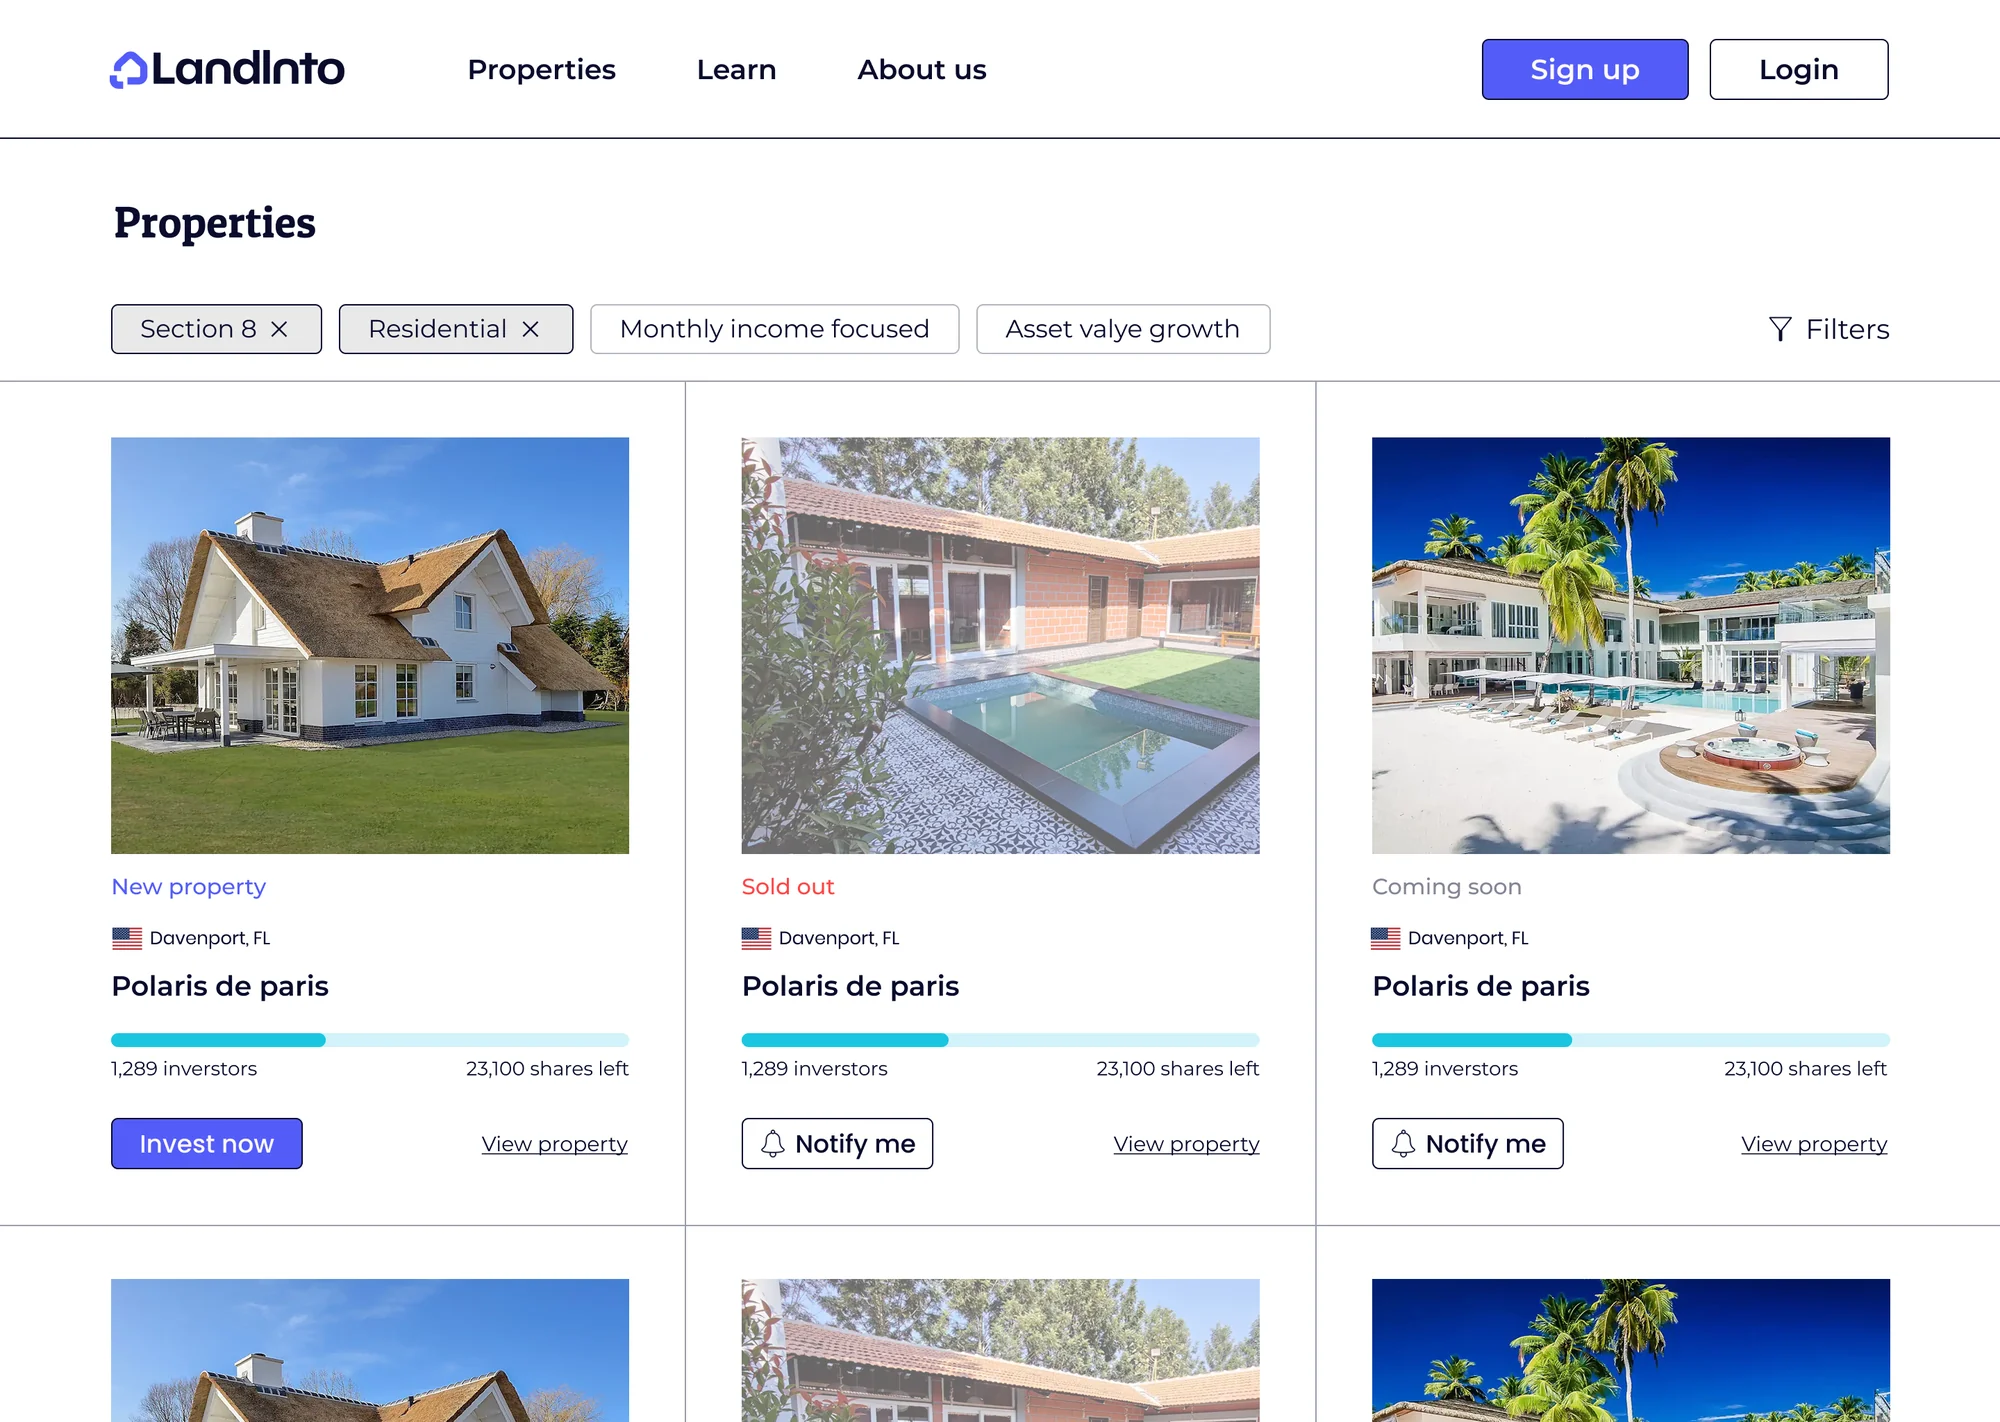 LandInto
Properties
Learn
About us
Sign up
Login
Properties
Section 8
Residential
Monthly income focused
Asset valye growth
Filters
New property
Davenport, FL
Polaris de paris
1,289 inverstors
23,100 shares left
Invest now
View property
Sold out
Davenport, FL
Polaris de paris
1,289 inverstors
23,100 shares left
Notify me
View property
Coming soon
Davenport, FL
Polaris de paris
1,289 inverstors
23,100 shares left
Notify me
View property